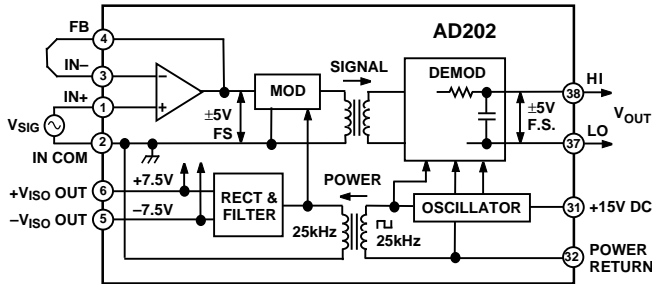 AD202
FB
4
IN–
3
IN+
1
VSIG
2
IN COM
+VISO OUT
6
–VISO OUT
5
–
+
±5V
FS
MOD
SIGNAL
DEMOD
±5V
F.S.
38
HI
VOUT
37
LO
+7.5V
–7.5V
RECT &
FILTER
POWER
25kHz
25kHz
OSCILLATOR
31
+15V DC
32
POWER
RETURN